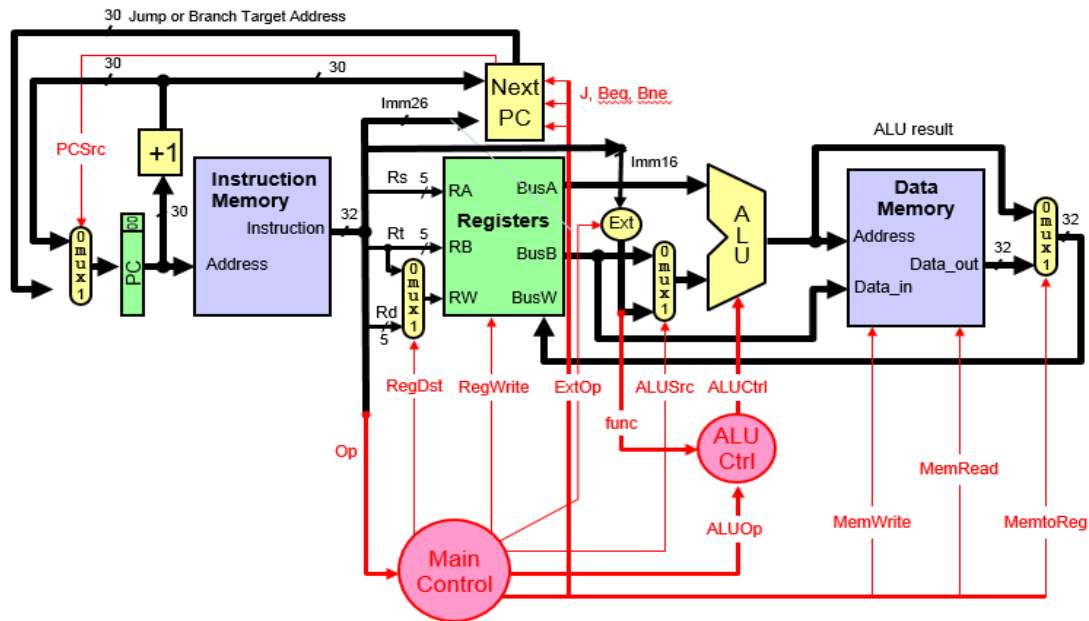 30 Jump or Branch Target Address
30
30
Next
PC
J, Beq, Bne
Imm26
PCSrc
+1
30
Instruction
Memory
Instruction
Address
32
Rs 5
Rt 5
Rd
5
RA
RB
RW
Registers
BusA
BusB
BusW
Imm16
Ext
A
L
U
ALU result
Data
Memory
Address
Data_out
Data_in
32
32
0
m
u
x
1
PC
00
0
m
u
x
1
0
m
u
x
1
0
m
u
x
1
RegDst
RegWrite
ExtOp
ALUSrc
ALUCtrl
func
Op
ALU
Ctrl
ALUOp
MemRead
MemWrite
MemtoReg
Main
Control